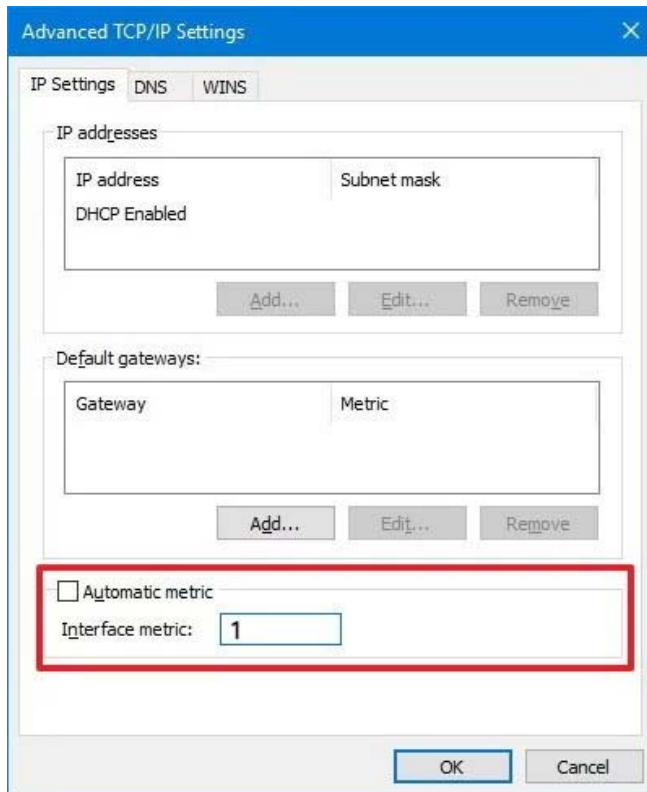 Advanced TCP/IP Settings
IP Settings DNS WINS
IP addresses
IP address Subnet mask
DHCP Enabled
Add... Edit... Remove
Default gateways:
Gateway Metric
Add... Edit... Remove
Automatic metric
Interface metric: 1
OK Cancel